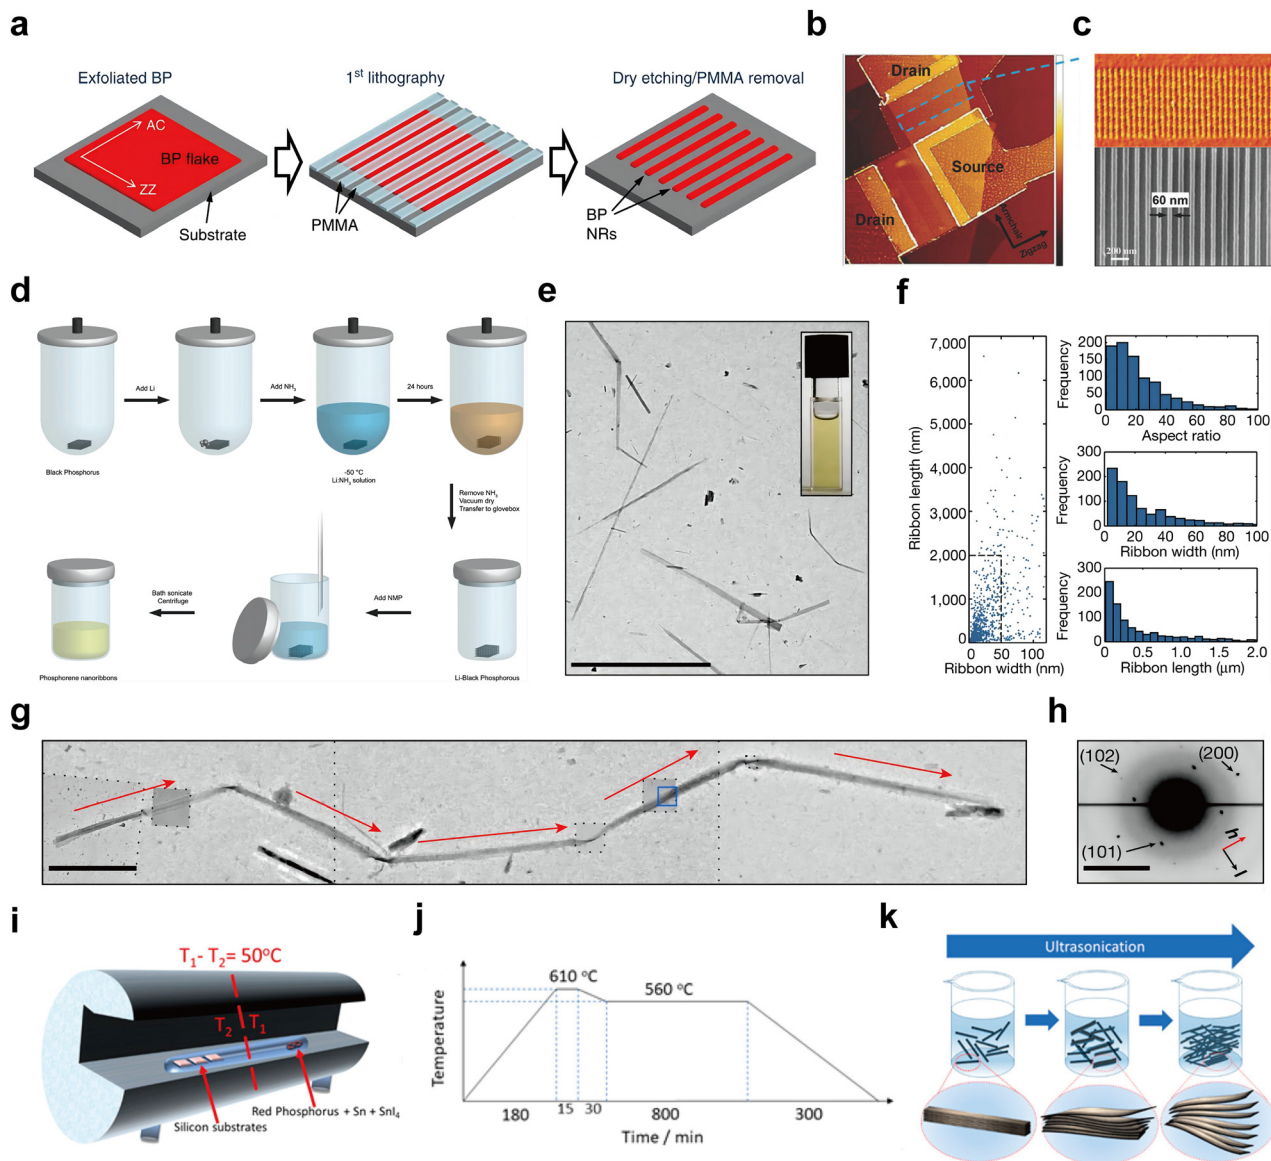 a
Exfoliated BP
AC
BP flake
ZZ
Substrate
1st lithography
PMMA
Dry etching/PMMA removal
BP
NRs
b
Drain
Source
Drain
Armchair
Zigzag
c
60 nm
200 nm
d
Add Li
Add NH3
24 hours
Black Phosphorus
-50 °C
Li:NH3 solution
Remove NH3
Vacuum dry
Transfer to glovebox
Bath sonicate
Centrifuge
Add NMP
Phosphorene nanoribbons
Li-Black Phosphorous
e
f
Ribbon length (nm)
7,000
6,000
5,000
4,000
3,000
2,000
1,000
0
0 50 100
Ribbon width (nm)
Frequency
200
150
100
50
0
0 20 40 60 80 100
Aspect ratio
Frequency
300
200
100
0
0 20 40 60 80 100
Ribbon width (nm)
Frequency
300
200
100
0
0 0.5 1.0 1.5 2.0
Ribbon length (μm)
g
h
(102)
(200)
(101)
h
l
i
T1- T2= 50°C
T2
T1
Red Phosphorus + Sn + SnI4
Silicon substrates
j
Temperature
610 °C
560 °C
180
15
30
800
300
Time / min
k
Ultrasonication